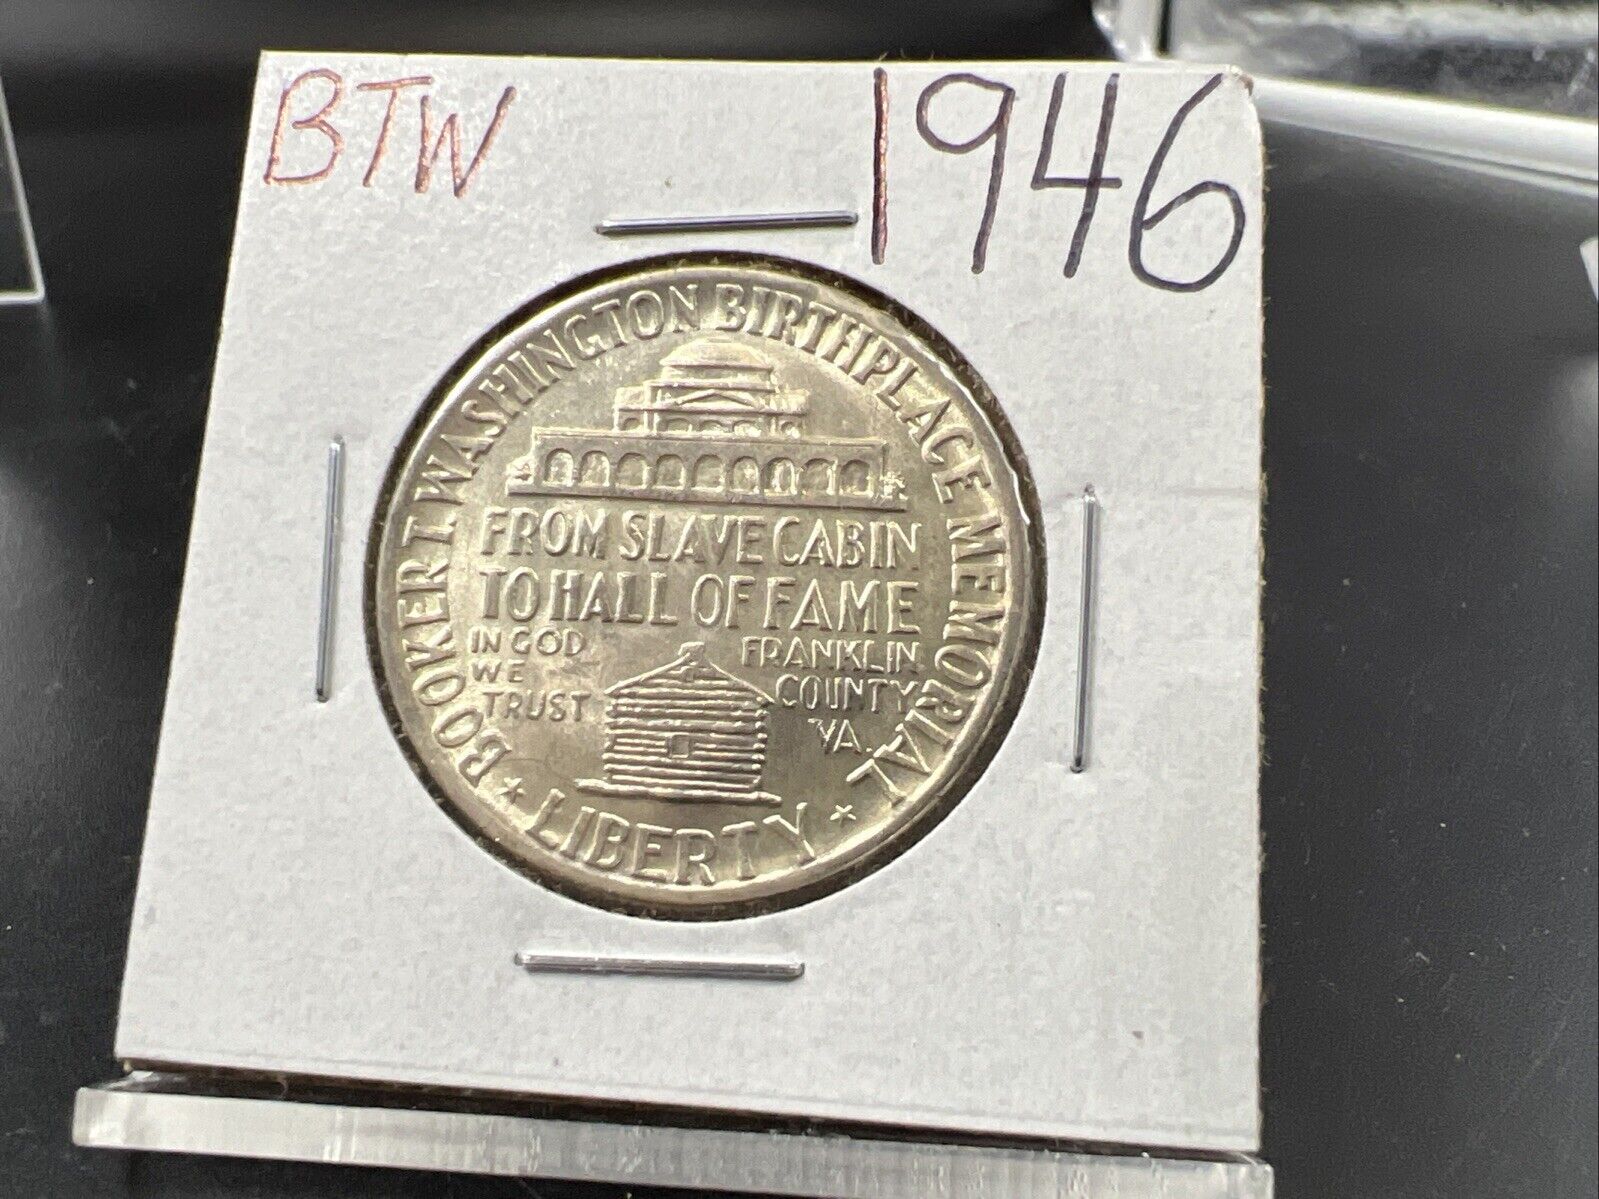 BTW 1946
BOOKER T. WASHINGTON BIRTHPLACE MEMORIAL
FROM SLAVE CABIN
TO HALL OF FAME
IN GOD
WE
TRUST
FRANKLIN
COUNTY
VA.
LIBERTY